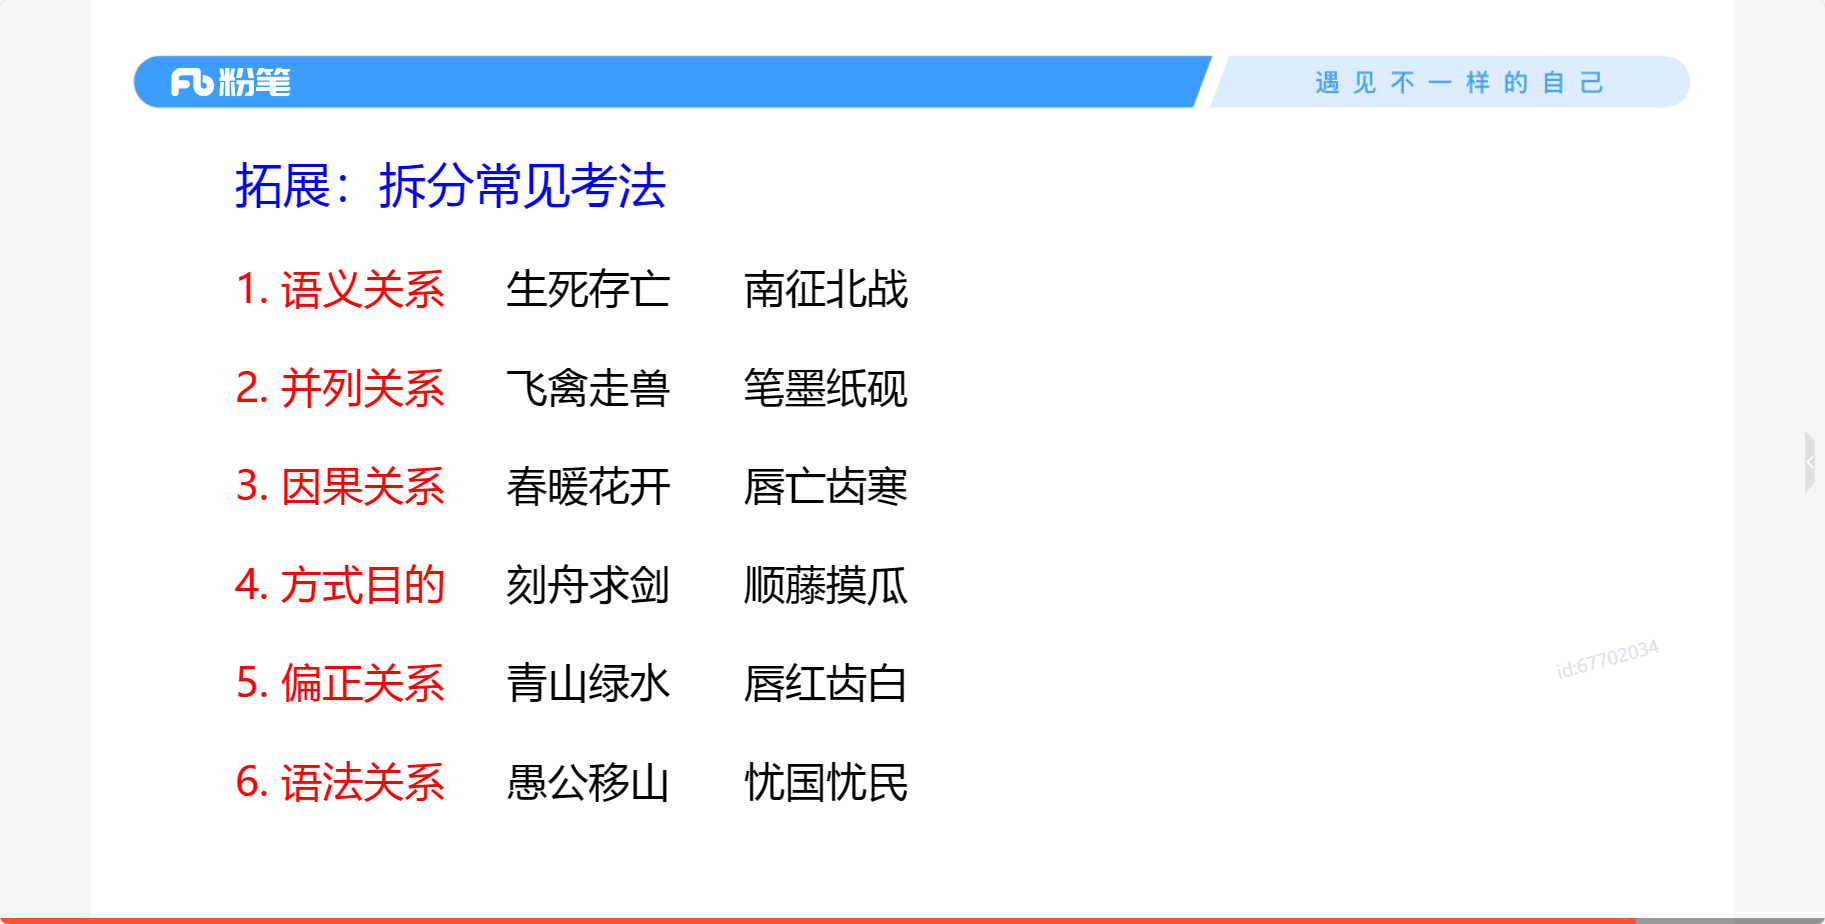 粉笔
遇见不一样的自己
拓展：拆分常见考法
1. 语义关系 生死存亡 南征北战
2. 并列关系 飞禽走兽 笔墨纸砚
3. 因果关系 春暖花开 唇亡齿寒
4. 方式目的 刻舟求剑 顺藤摸瓜
5. 偏正关系 青山绿水 唇红齿白
6. 语法关系 愚公移山 忧国忧民
id:67702034